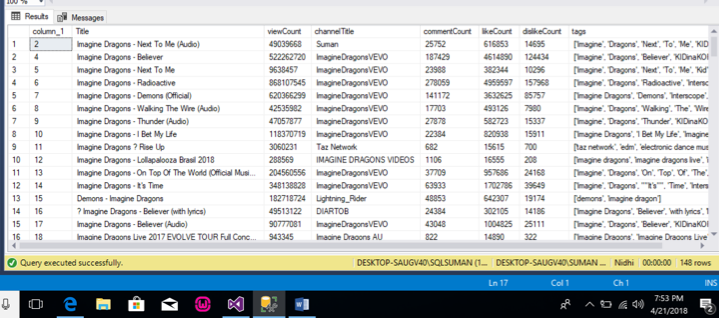 100 %
Results Messages
column_1 Title viewCount channelTitle commentCount likeCount dislikeCount tags
1 2 Imagine Dragons - Next To Me (Audio) 49039668 Suman 25752 616853 14695 ['Imagine', 'Dragons', 'Next', 'To', 'Me', 'KID
2 4 Imagine Dragons - Believer 522262720 ImagineDragonsVEVO 187429 4614890 124434 ['Imagine', 'Dragons', 'Believer', 'KIDinaKOR
3 5 Imagine Dragons - Next To Me 9638457 ImagineDragonsVEVO 23988 382344 10296 ['Imagine', 'Dragons', 'Next', 'To', 'Me', 'Kid'
4 6 Imagine Dragons - Radioactive 868107545 ImagineDragonsVEVO 278059 4959597 157968 ['Imagine', 'Dragons', 'Radioactive', 'Intersc
5 7 Imagine Dragons - Demons (Official) 620366299 ImagineDragonsVEVO 141172 3632625 85757 ['Imagine', 'Dragons', 'Demons', 'Interscope',
6 8 Imagine Dragons - Walking The Wire (Audio) 42535982 ImagineDragonsVEVO 17703 493126 7980 ['Imagine', 'Dragons', 'Walking', 'The', 'Wire'
7 9 Imagine Dragons - Thunder (Audio) 47057877 ImagineDragonsVEVO 27878 582723 15337 ['Imagine', 'Dragons', 'Thunder', 'KIDinaKO
8 10 Imagine Dragons - I Bet My Life 118370719 ImagineDragonsVEVO 22384 820938 15911 ['Imagine', 'Dragons', 'I Bet My Life', 'Imagin
9 11 Imagine Dragons ? Rise Up 3060231 Taz Network 682 15615 700 ['taz network', 'edm', 'electronic dance music
10 12 Imagine Dragons - Lollapalooza Brasil 2018 288569 IMAGINE DRAGONS VIDEOS 1106 16555 208 ['imagine dragons', 'imagine dragons live', 'i
11 13 Imagine Dragons - On Top Of The World (Official Musi... 204560556 ImagineDragonsVEVO 37709 957686 24168 ['Imagine', 'Dragons', 'On', 'Top', 'Of', 'The',
12 14 Imagine Dragons - It's Time 348138828 ImagineDragonsVEVO 63933 1702786 39649 ['Imagine', 'Dragons', """It's""", 'Time', 'Inters
13 15 Demons - Imagine Dragons 182718724 Lightning_Rider 48853 642307 19174 ['demons', 'imagine dragon']
14 16 ? Imagine Dragons - Believer (with lyrics) 49513122 DIARTOB 24384 302105 14186 ['Imagine Dragons', 'Believer', 'with lyrics', 'I
15 17 Imagine Dragons - Believer (Audio) 90777081 ImagineDragonsVEVO 43048 1004825 25111 ['Imagine', 'Dragons', 'Believer', 'KIDinaKO
16 18 Imagine Dragons Live 2017 EVOLVE TOUR Full Conc... 943345 Imagine Dragons AU 822 14890 322 ['Imagine Dragons', 'Imagine Dragons Live'
Query executed successfully. DESKTOP-SAUGV40\SQLSUMAN (1... DESKTOP-SAUGV40\SUMAN ... Nidhi 00:00:00 148 rows
Ln 17 Col 1 Ch 1 INS
7:53 PM
4/21/2018
2